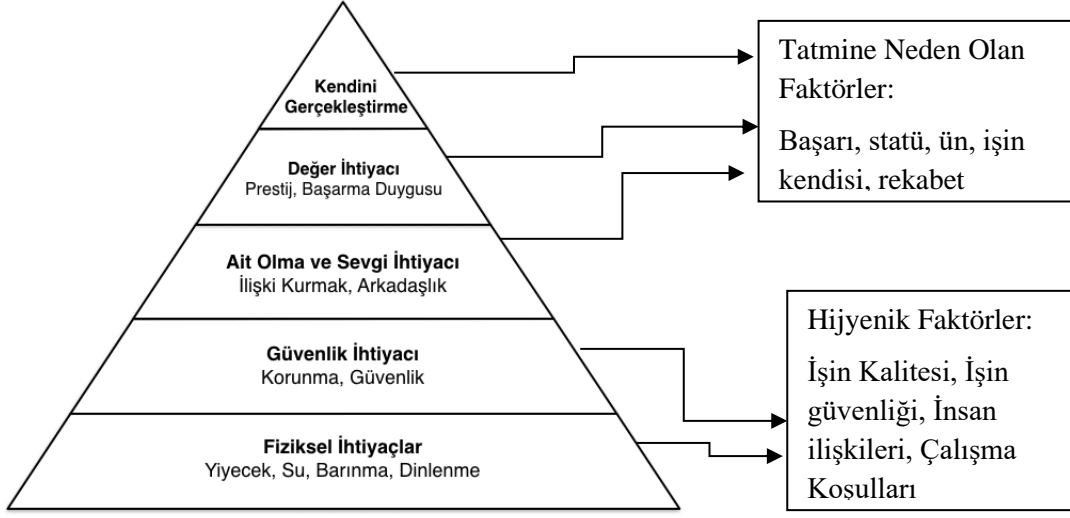 Kendini
Gerçekleştirme
Değer İhtiyacı
Prestij, Başarma Duygusu
Ait Olma ve Sevgi İhtiyacı
İlişki Kurmak, Arkadaşlık
Güvenlik İhtiyacı
Korunma, Güvenlik
Fiziksel İhtiyaçlar
Yiyecek, Su, Barınma, Dinlenme
Tatmine Neden Olan
Faktörler:
Başarı, statü, ün, işin
kendisi, rekabet
Hijyenik Faktörler:
İşin Kalitesi, İşin
güvenliği, İnsan
ilişkileri, Çalışma
Koşulları